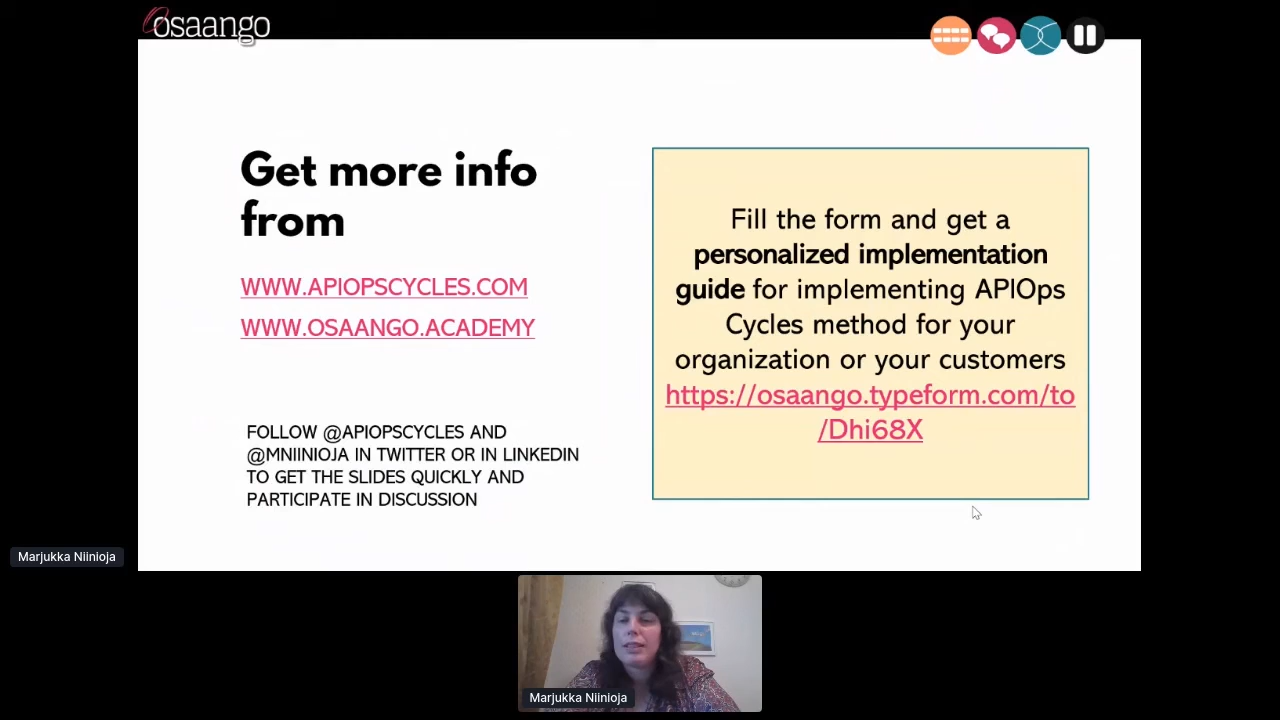 Osaango
Get more info
from
WWW.APIOPSCYCLES.COM
WWW.OSAANGO.ACADEMY
FOLLOW @APIOPSCYCLES AND
@MNIINIOJA IN TWITTER OR IN LINKEDIN
TO GET THE SLIDES QUICKLY AND
PARTICIPATE IN DISCUSSION
Fill the form and get a
personalized implementation
guide for implementing APIOps
Cycles method for your
organization or your customers
https://osaango.typeform.com/to
/Dhi68X
Marjukka Niinioja
Marjukka Niinioja